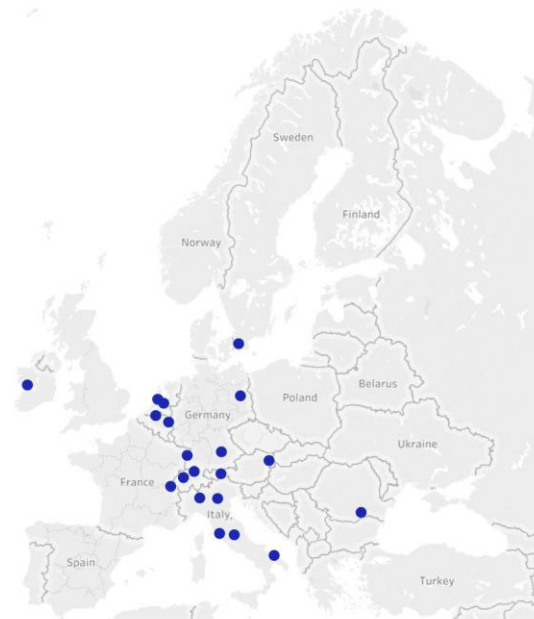 Sweden
Finland
Norway
Belarus
Poland
Germany
Ukraine
France
Italy,
Spain
Turkey